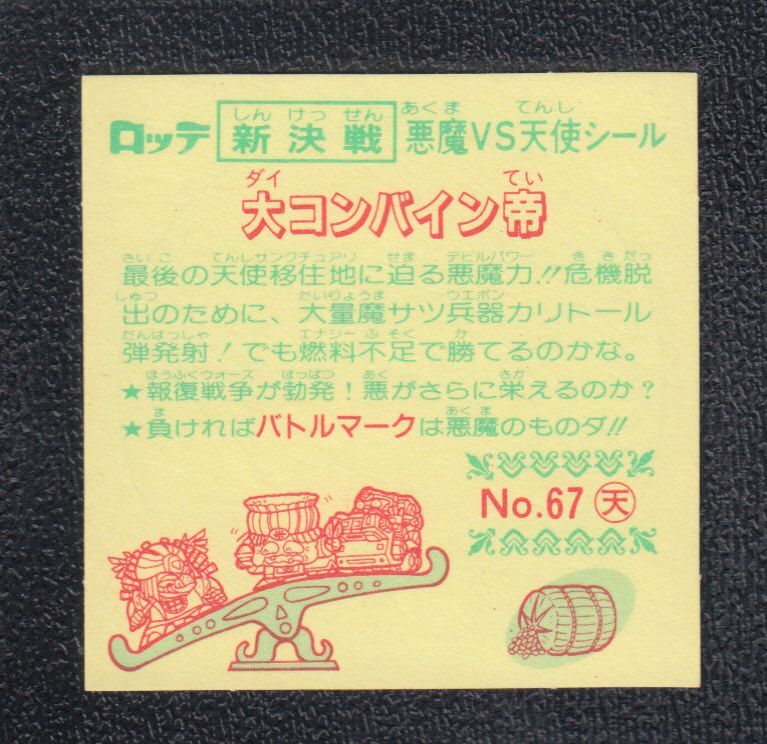 しん けっ せん あくま てんし
ロッテ 新決戦 悪魔VS天使シール
ダイ てい
大コンバイン帝
さいご てんしサンクチュアリ せま デビルパワー ききだっ
最後の天使移住地に迫る悪魔力!!危機脱
しゅつ だいりょうま ウエポン
出のために、大量魔サツ兵器カリトール
だんはっしゃ エナジーぶそく か
弾発射!でも燃料不足で勝てるのかな。
ほうふくウォーズ ぼっぱつ あく さか
★報復戦争が勃発!悪がさらに栄えるのか?
ま あくま
★負ければバトルマークは悪魔のものダ!!
No.67 天